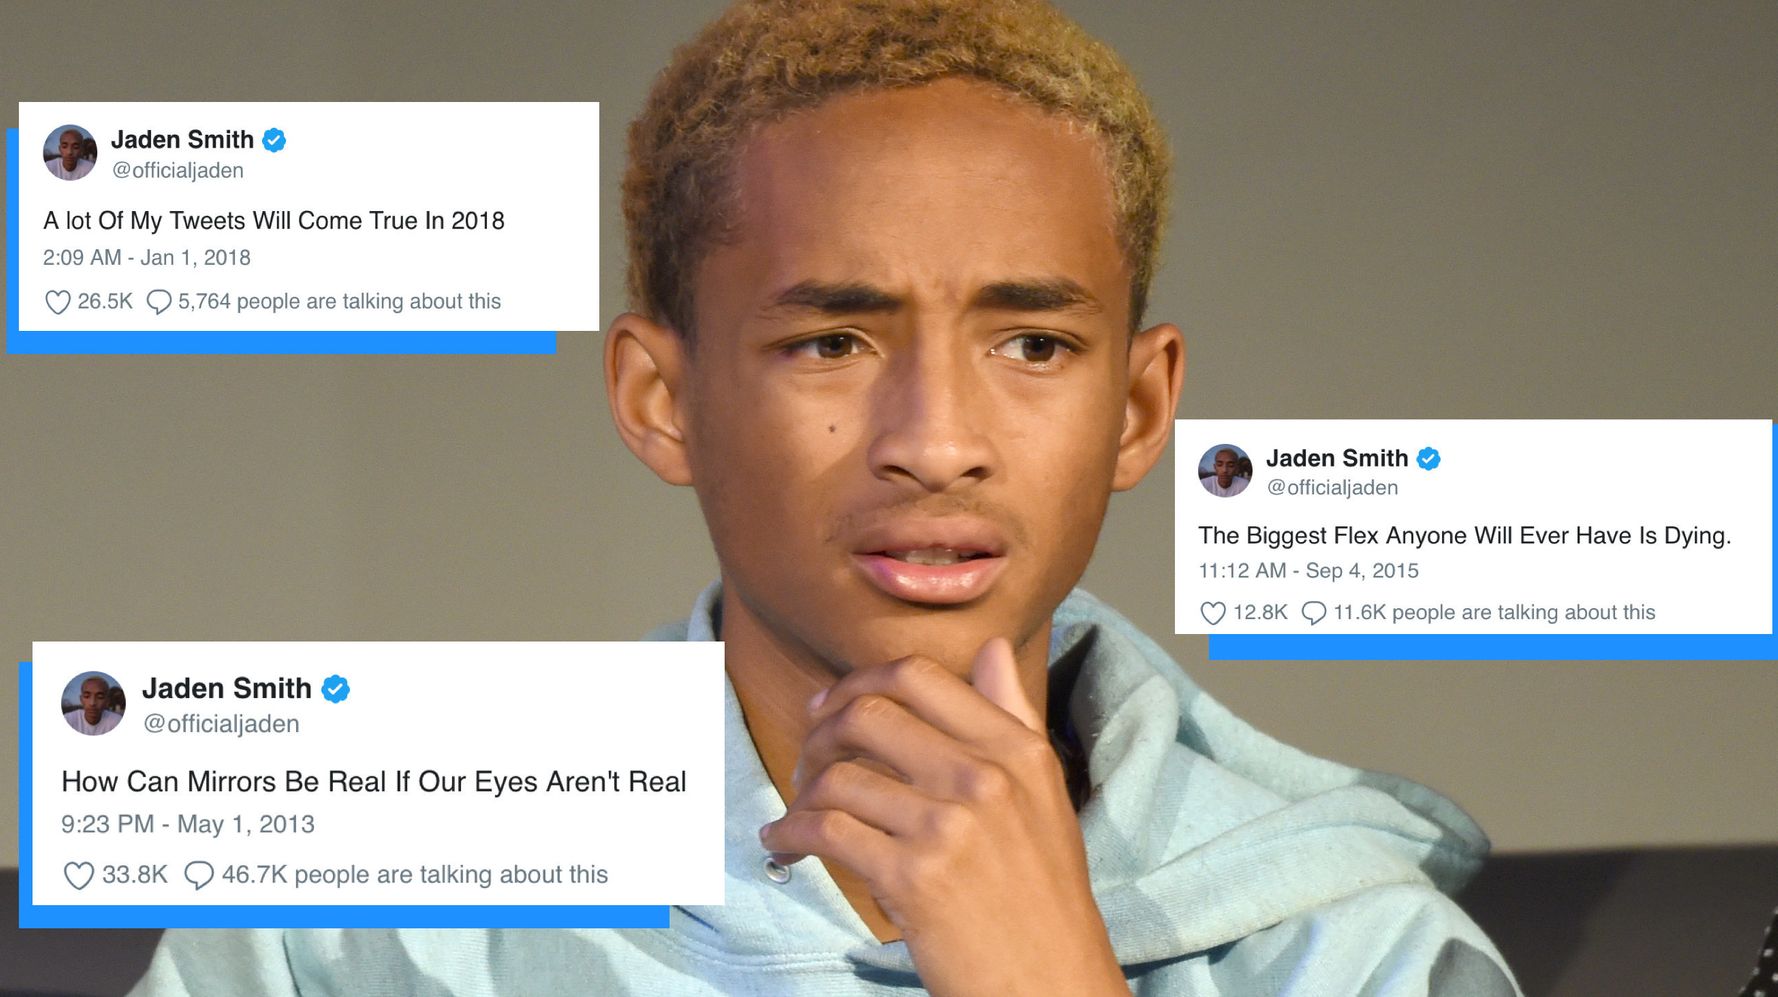 Jaden Smith
@officialjaden
A lot Of My Tweets Will Come True In 2018
2:09 AM - Jan 1, 2018
26.5K 5,764 people are talking about this
Jaden Smith
@officialjaden
The Biggest Flex Anyone Will Ever Have Is Dying.
11:12 AM - Sep 4, 2015
12.8K 11.6K people are talking about this
Jaden Smith
@officialjaden
How Can Mirrors Be Real If Our Eyes Aren't Real
9:23 PM - May 1, 2013
33.8K 46.7K people are talking about this